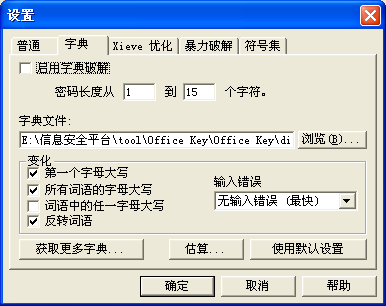 设置
普通 字典 Xieve 优化 暴力破解 符号集
启用字典破解
密码长度从 1 到 15 个字符。
字典文件:
E:\信息安全平台\tool\Office Key\Office Key\di 浏览(B)...
变化
第一个字母大写
所有词语的字母大写
词语中的任一字母大写
反转词语
输入错误
无输入错误 (最快)
获取更多字典... 估算... 使用默认设置
确定 取消 帮助